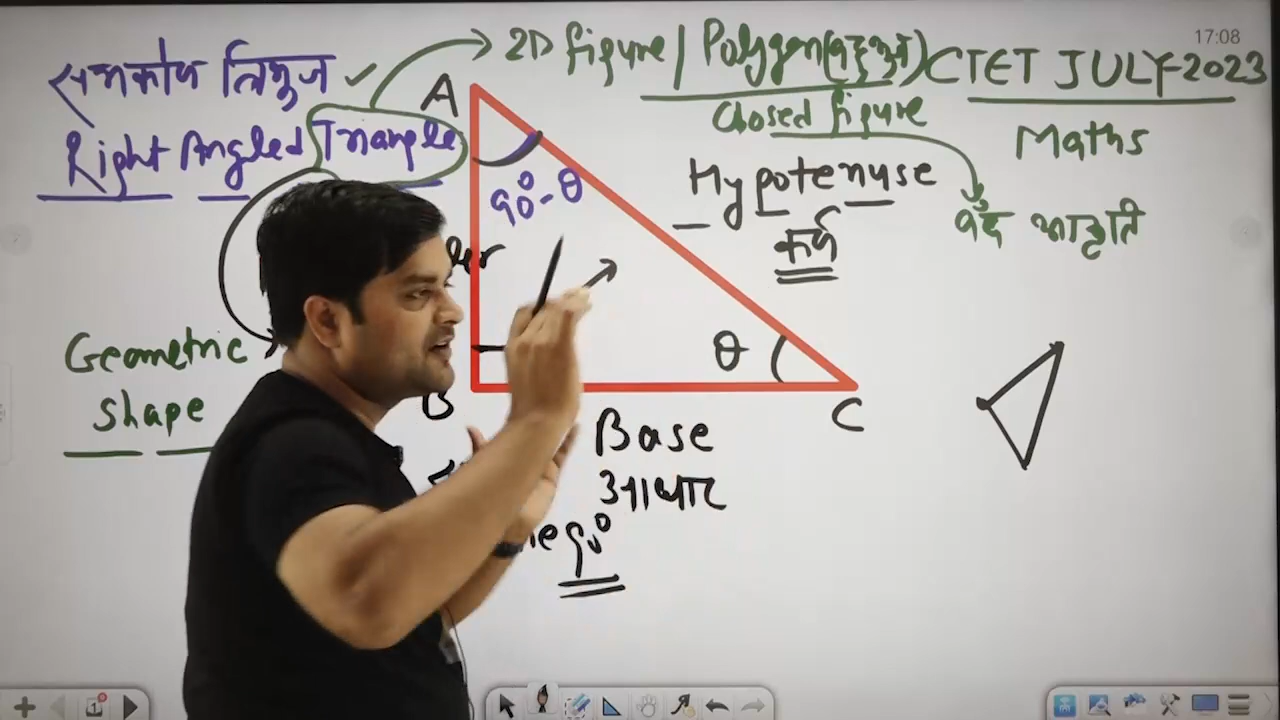 समकोण त्रिभुज
Right Angled Triangle
2D figure / Polygon (बहुभुज)
Closed figure
बंद आकृति
CTET JULY-2023
Maths
17:08
A
90°-θ
Hypotenuse
कर्ण
Geometric
shape
θ
B
C
Base
आधार
90°
1